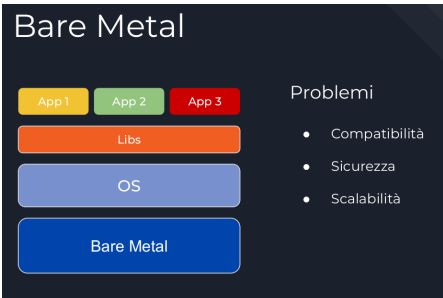 Bare Metal
App 1 App 2 App 3
Libs
OS
Bare Metal
Problemi
● Compatibilità
● Sicurezza
● Scalabilità